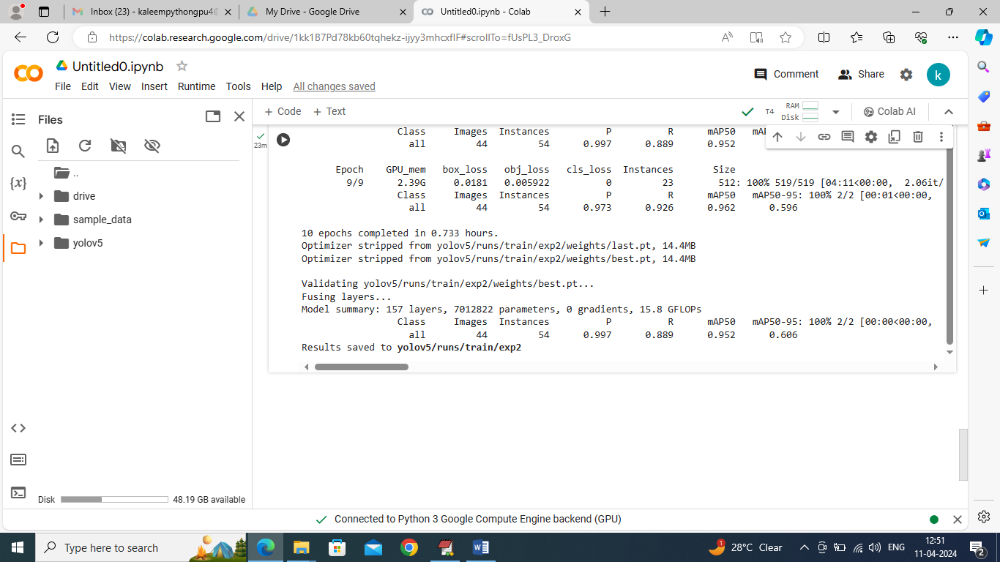 Inbox (23) - kaleempythongpu4@
My Drive - Google Drive
Untitled0.ipynb - Colab
https://colab.research.google.com/drive/1kk1B7Pd78kb60tqhekz-ijyy3mhcxfIF#scrollTo=fUsPL3_DroxG
Untitled0.ipynb
Comment
Share
k
File Edit View Insert Runtime Tools Help All changes saved
Files
+ Code + Text
T4 RAM
Disk
Colab AI
..
drive
sample_data
yolov5
{x}
Disk 48.19 GB available
23m
Class Images Instances P R mAP50
all 44 54 0.997 0.889 0.952
Epoch GPU_mem box_loss obj_loss cls_loss Instances Size
9/9 2.39G 0.0181 0.005922 0 23 512: 100% 519/519 [04:11<00:00, 2.06it/
Class Images Instances P R mAP50 mAP50-95: 100% 2/2 [00:01<00:00,
all 44 54 0.973 0.926 0.962 0.596
10 epochs completed in 0.733 hours.
Optimizer stripped from yolov5/runs/train/exp2/weights/last.pt, 14.4MB
Optimizer stripped from yolov5/runs/train/exp2/weights/best.pt, 14.4MB
Validating yolov5/runs/train/exp2/weights/best.pt...
Fusing layers...
Model summary: 157 layers, 7012822 parameters, 0 gradients, 15.8 GFLOPs
Class Images Instances P R mAP50 mAP50-95: 100% 2/2 [00:00<00:00,
all 44 54 0.997 0.889 0.952 0.606
Results saved to yolov5/runs/train/exp2
Connected to Python 3 Google Compute Engine backend (GPU)
Type here to search
1
28°C Clear
ENG
12:51
11-04-2024
2